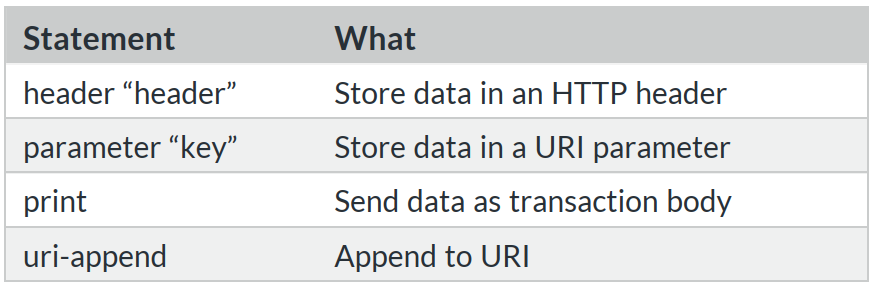 Statement What
header “header” Store data in an HTTP header
parameter “key” Store data in a URI parameter
print Send data as transaction body
uri-append Append to URI